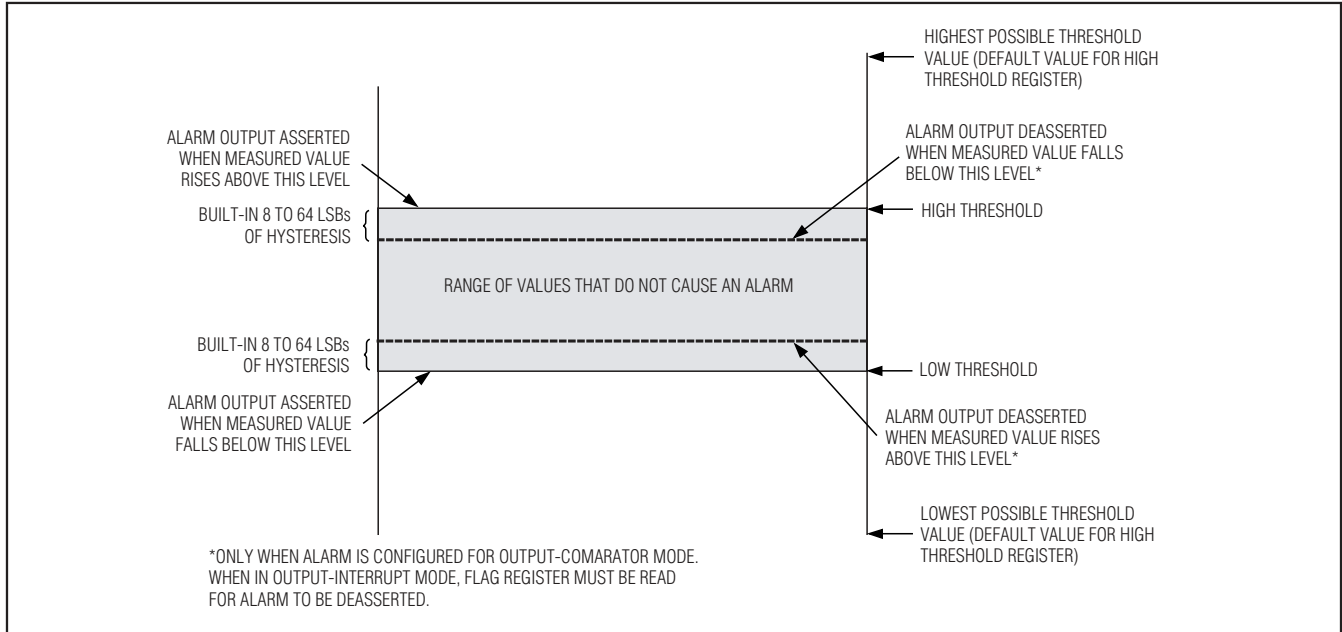 HIGHEST POSSIBLE THRESHOLD
VALUE (DEFAULT VALUE FOR HIGH
THRESHOLD REGISTER)
ALARM OUTPUT ASSERTED
WHEN MEASURED VALUE
RISES ABOVE THIS LEVEL
ALARM OUTPUT DEASSERTED
WHEN MEASURED VALUE FALLS
BELOW THIS LEVEL*
BUILT-IN 8 TO 64 LSBs
OF HYSTERESIS
HIGH THRESHOLD
RANGE OF VALUES THAT DO NOT CAUSE AN ALARM
BUILT-IN 8 TO 64 LSBs
OF HYSTERESIS
LOW THRESHOLD
ALARM OUTPUT ASSERTED
WHEN MEASURED VALUE
FALLS BELOW THIS LEVEL
ALARM OUTPUT DEASSERTED
WHEN MEASURED VALUE RISES
ABOVE THIS LEVEL*
LOWEST POSSIBLE THRESHOLD
VALUE (DEFAULT VALUE FOR HIGH
THRESHOLD REGISTER)
*ONLY WHEN ALARM IS CONFIGURED FOR OUTPUT-COMARATOR MODE.
WHEN IN OUTPUT-INTERRUPT MODE, FLAG REGISTER MUST BE READ
FOR ALARM TO BE DEASSERTED.